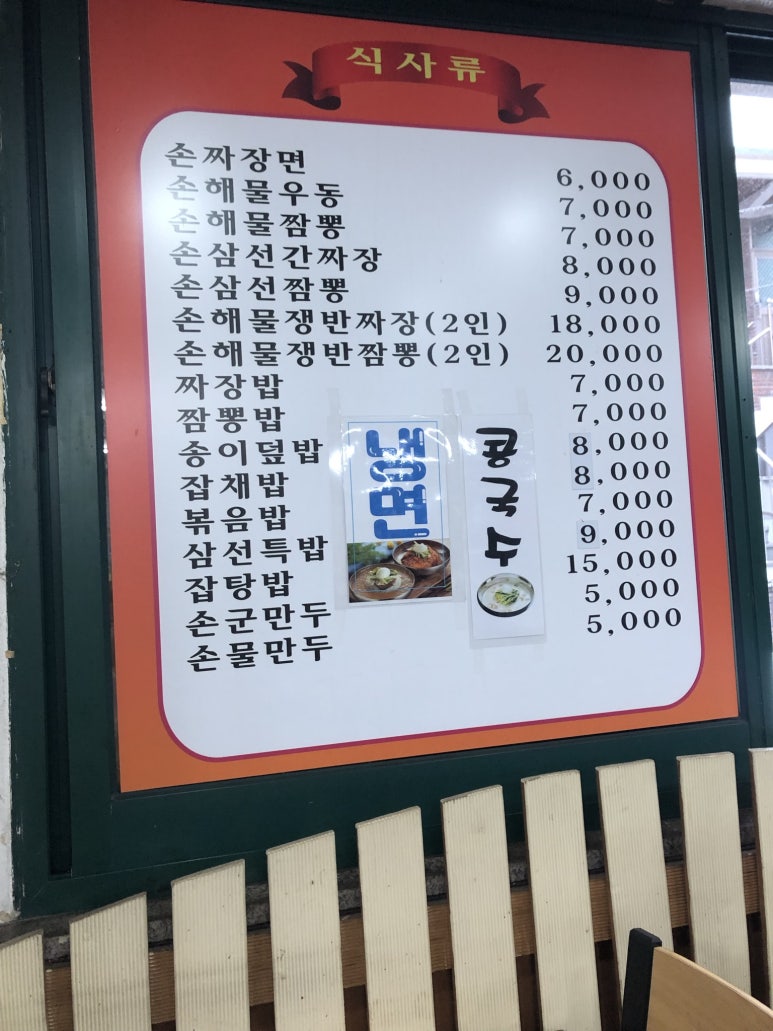 식사류
손짜장면 6,000
손해물우동 7,000
손해물짬뽕 7,000
손삼선간짜장 8,000
손삼선짬뽕 9,000
손해물쟁반짜장(2인) 18,000
손해물쟁반짬뽕(2인) 20,000
짜장밥 7,000
짬뽕밥 7,000
송이덮밥 8,000
잡채밥 8,000
볶음밥 7,000
삼선특밥 9,000
잡탕밥 15,000
손군만두 5,000
손물만두 5,000
냉면
콩국수